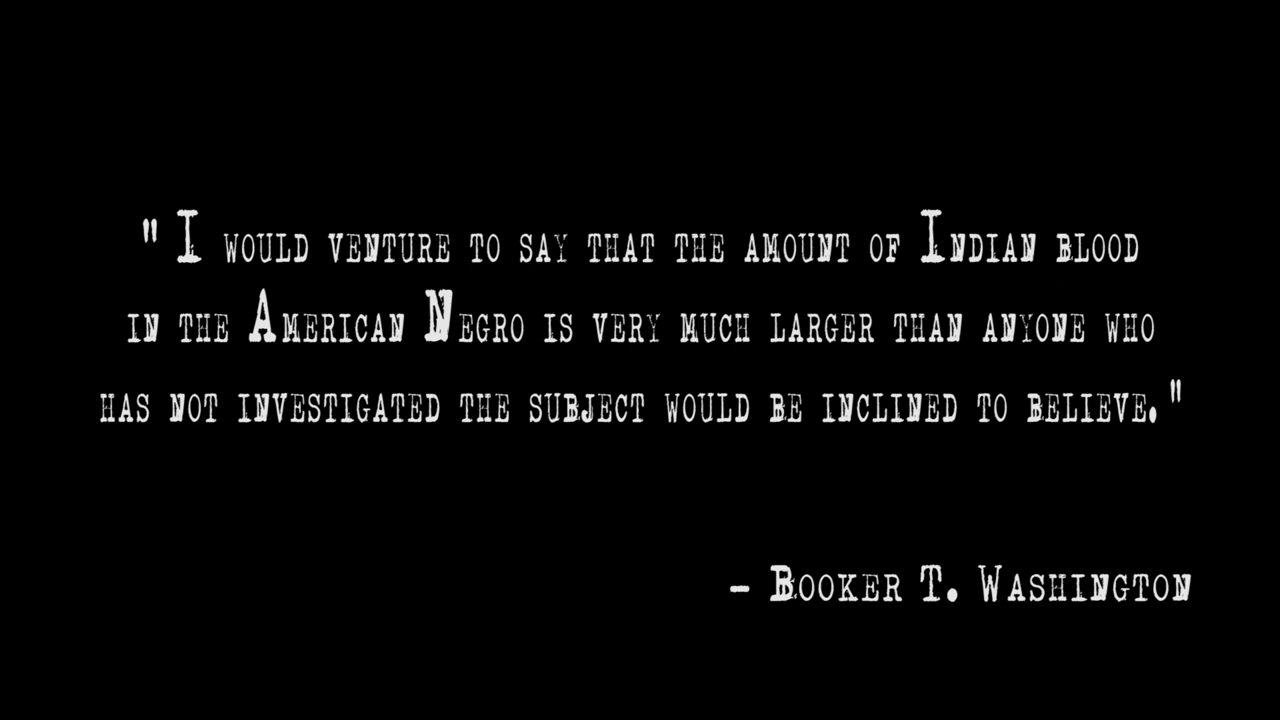 " I would venture to say that the amount of Indian blood
in the American Negro is very much larger than anyone who
has not investigated the subject would be inclined to believe."
- Booker T. Washington